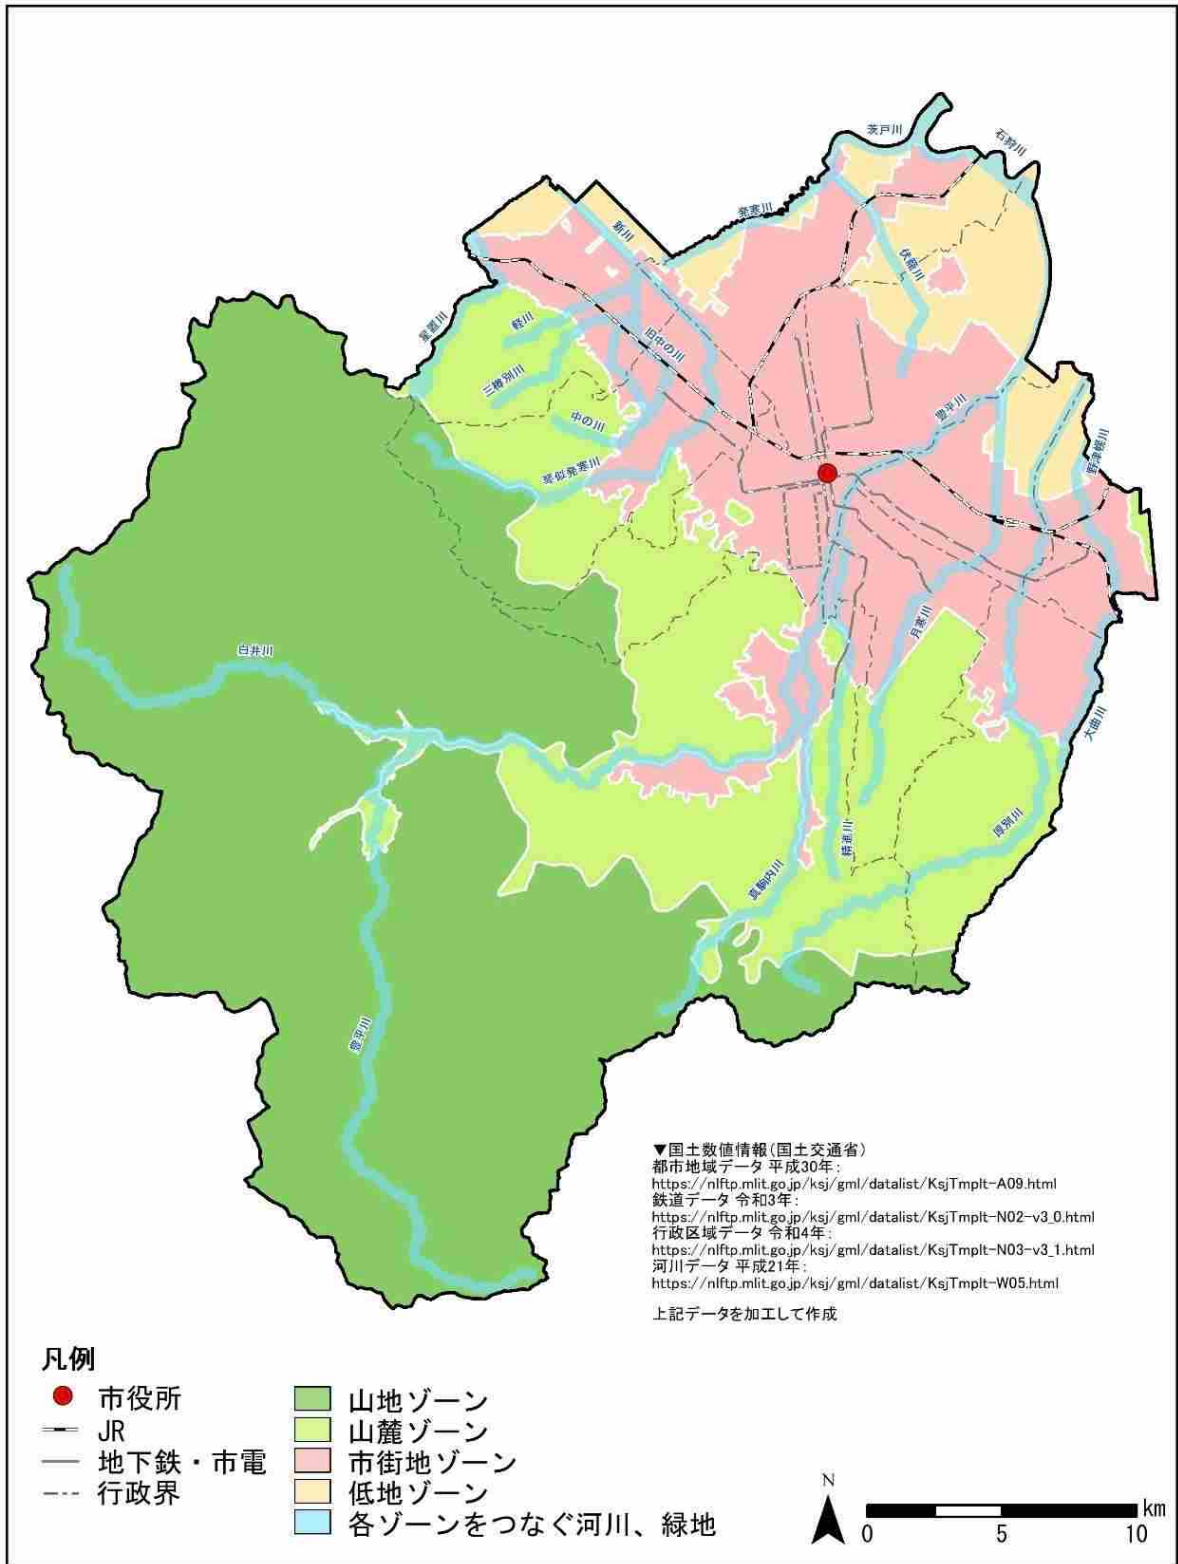 茨戸川
石狩川
発寒川
新川
伏籠川
星置川
軽川
旧中の川
三樽別川
中の川
豊平川
野津幌川
琴似発寒川
月寒川
白井川
大曲川
厚別川
精進川
真駒内川
豊平川
▼国土数値情報(国土交通省)
都市地域データ 平成30年:
https://nlftp.mlit.go.jp/ksj/gml/datalist/KsjTmplt-A09.html
鉄道データ 令和3年:
https://nlftp.mlit.go.jp/ksj/gml/datalist/KsjTmplt-N02-v3_0.html
行政区域データ 令和4年:
https://nlftp.mlit.go.jp/ksj/gml/datalist/KsjTmplt-N03-v3_1.html
河川データ 平成21年:
https://nlftp.mlit.go.jp/ksj/gml/datalist/KsjTmplt-W05.html
上記データを加工して作成
凡例
市役所
JR
地下鉄・市電
行政界
山地ゾーン
山麓ゾーン
市街地ゾーン
低地ゾーン
各ゾーンをつなぐ河川、緑地
N
km
0 5 10